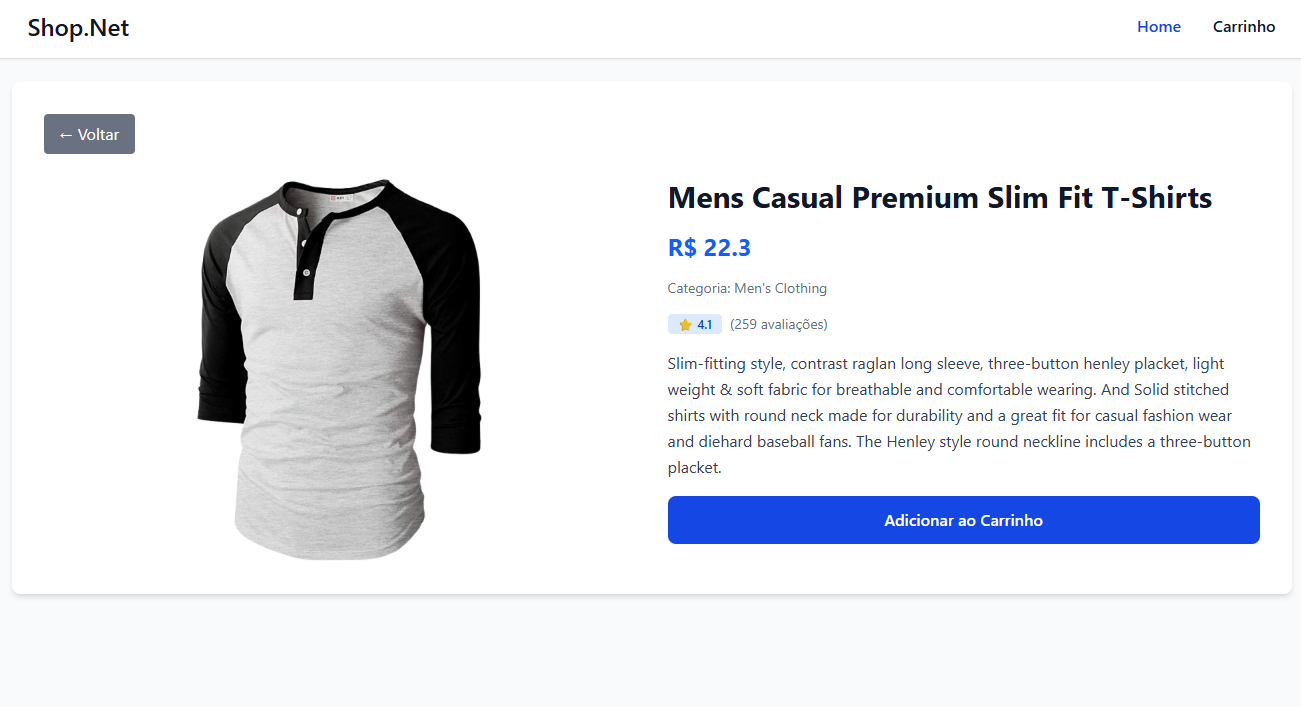 Shop.Net
Home
Carrinho
← Voltar
Mens Casual Premium Slim Fit T-Shirts
R$ 22.3
Categoria: Men's Clothing
4.1 (259 avaliações)
Slim-fitting style, contrast raglan long sleeve, three-button henley placket, light
weight & soft fabric for breathable and comfortable wearing. And Solid stitched
shirts with round neck made for durability and a great fit for casual fashion wear
and diehard baseball fans. The Henley style round neckline includes a three-button
placket.
Adicionar ao Carrinho